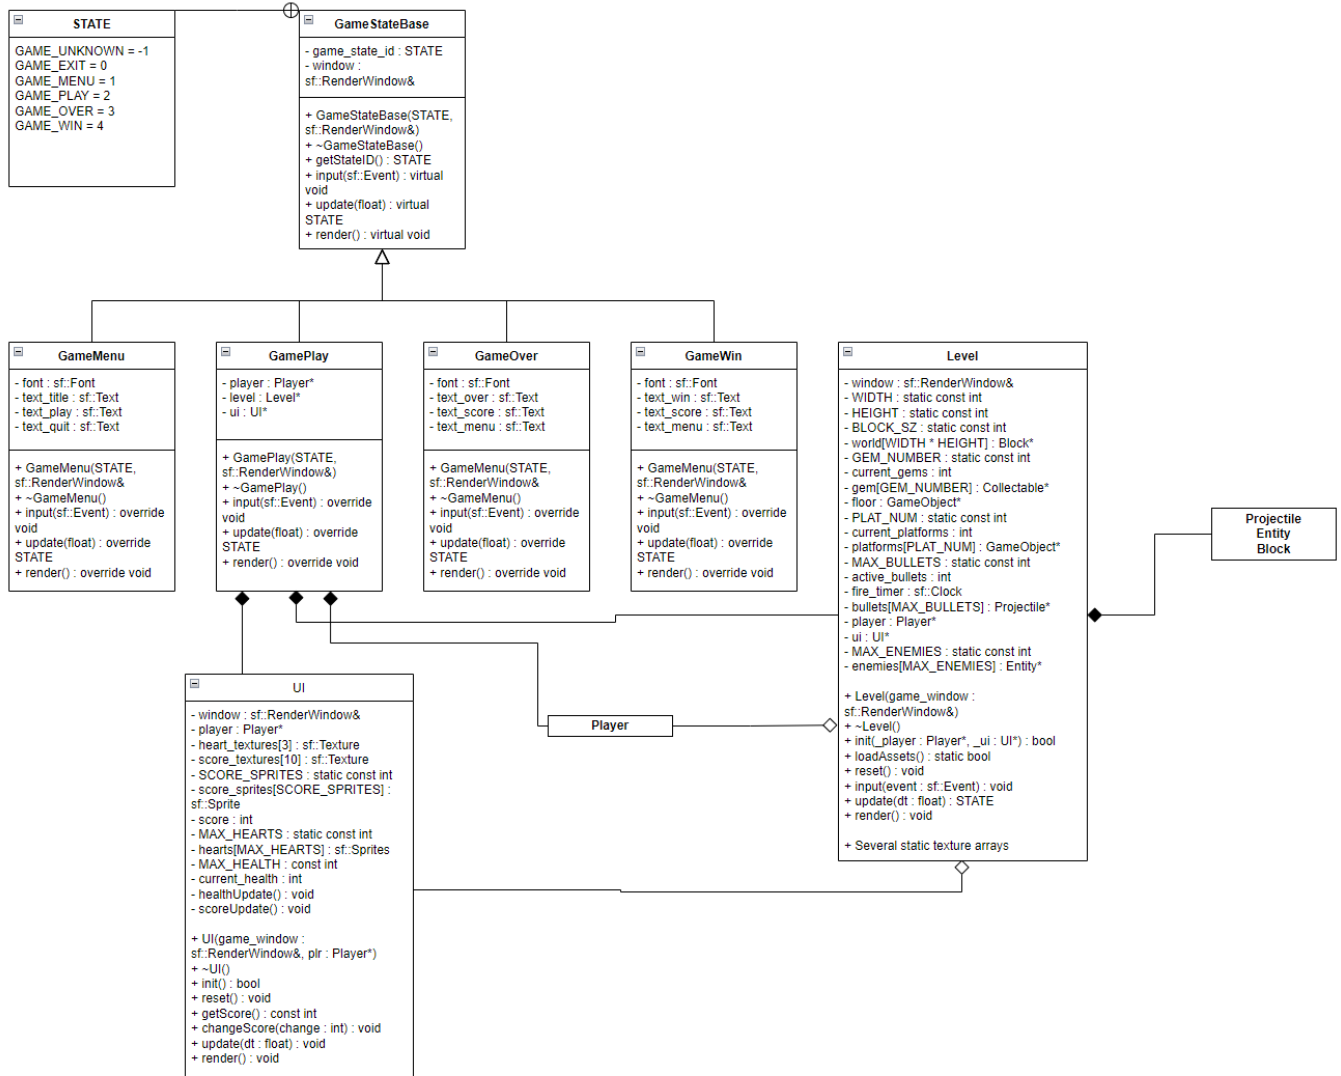 STATE
GAME_UNKNOWN = -1
GAME_EXIT = 0
GAME_MENU = 1
GAME_PLAY = 2
GAME_OVER = 3
GAME_WIN = 4
GameStateBase
- game_state_id : STATE
- window :
sf::RenderWindow&
+ GameStateBase(STATE,
sf::RenderWindow&)
+ ~GameStateBase()
+ getStateID() : STATE
+ input(sf::Event) : virtual
void
+ update(float) : virtual
STATE
+ render() : virtual void
GameMenu
- font : sf::Font
- text_title : sf::Text
- text_play : sf::Text
- text_quit : sf::Text
+ GameMenu(STATE,
sf::RenderWindow&
+ ~GameMenu()
+ input(sf::Event) : override
void
+ update(float) : override
STATE
+ render() : override void
GamePlay
- player : Player*
- level : Level*
- ui : UI*
+ GamePlay(STATE,
sf::RenderWindow&)
+ ~GamePlay()
+ input(sf::Event) : override
void
+ update(float) : override
STATE
+ render() : override void
GameOver
- font : sf::Font
- text_over : sf::Text
- text_score : sf::Text
- text_menu : sf::Text
+ GameMenu(STATE,
sf::RenderWindow&
+ ~GameMenu()
+ input(sf::Event) : override
void
+ update(float) : override
STATE
+ render() : override void
GameWin
- font : sf::Font
- text_win : sf::Text
- text_score : sf::Text
- text_menu : sf::Text
+ GameMenu(STATE,
sf::RenderWindow&
+ ~GameMenu()
+ input(sf::Event) : override
void
+ update(float) : override
STATE
+ render() : override void
Level
- window : sf::RenderWindow&
- WIDTH : static const int
- HEIGHT : static const int
- BLOCK_SZ : static const int
- world[WIDTH * HEIGHT] : Block*
- GEM_NUMBER : static const int
- current_gems : int
- gem[GEM_NUMBER] : Collectable*
- floor : GameObject*
- PLAT_NUM : static const int
- current_platforms : int
- platforms[PLAT_NUM] : GameObject*
- MAX_BULLETS : static const int
- active_bullets : int
- fire_timer : sf::Clock
- bullets[MAX_BULLETS] : Projectile*
- player : Player*
- ui : UI*
- MAX_ENEMIES : static const int
- enemies[MAX_ENEMIES] : Entity*
+ Level(game_window :
sf::RenderWindow&)
+ ~Level()
+ init(_player : Player*, _ui : UI*) : bool
+ loadAssets() : static bool
+ reset() : void
+ input(event : sf::Event) : void
+ update(dt : float) : STATE
+ render() : void
+ Several static texture arrays
Projectile
Entity
Block
Player
UI
- window : sf::RenderWindow&
- player : Player*
- heart_textures[3] : sf::Texture
- score_textures[10] : sf::Texture
- SCORE_SPRITES : static const int
- score_sprites[SCORE_SPRITES] :
sf::Sprite
- score : int
- MAX_HEARTS : static const int
- hearts[MAX_HEARTS] : sf::Sprites
- MAX_HEALTH : const int
- current_health : int
- healthUpdate() : void
- scoreUpdate() : void
+ UI(game_window :
sf::RenderWindow&, plr : Player*)
+ ~UI()
+ init() : bool
+ reset() : void
+ getScore() : const int
+ changeScore(change : int) : void
+ update(dt : float) : void
+ render() : void